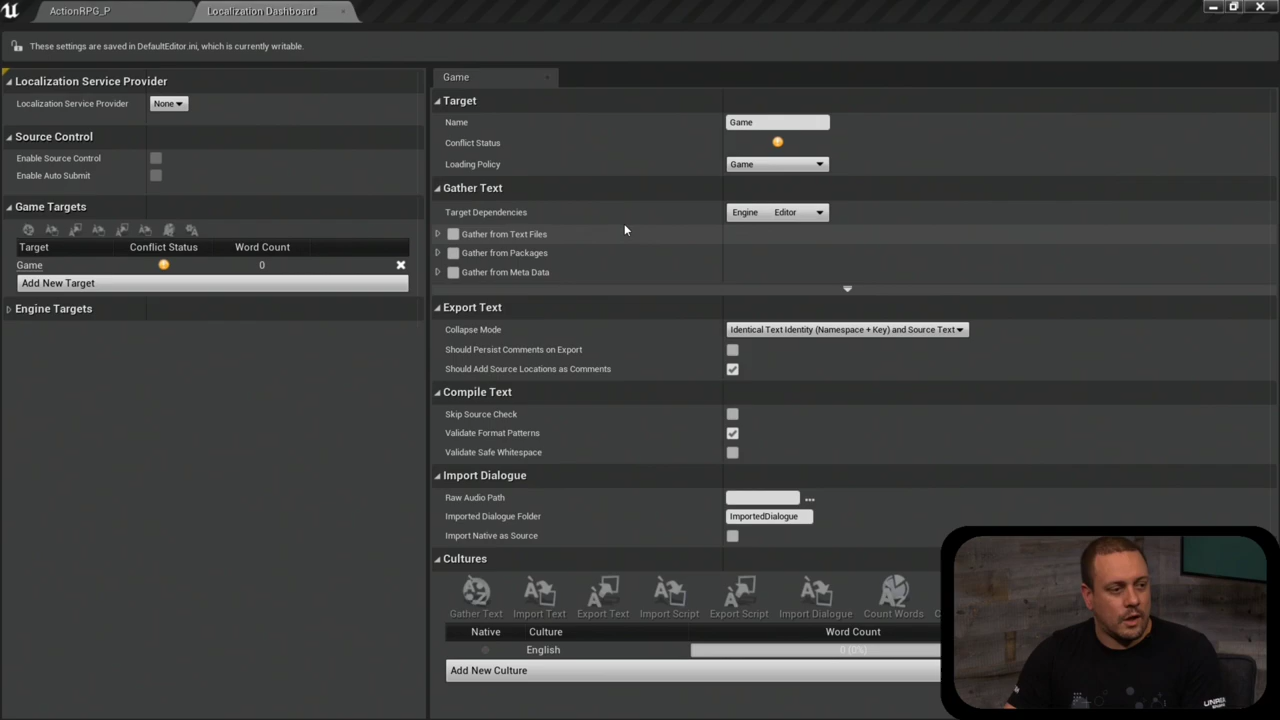 ActionRPG_P
Localization Dashboard
These settings are saved in DefaultEditor.ini, which is currently writable.
Localization Service Provider
Localization Service Provider
None
Source Control
Enable Source Control
Enable Auto Submit
Game Targets
Target Conflict Status Word Count
Game 0
Add New Target
Engine Targets
Game
Target
Name Game
Conflict Status
Loading Policy Game
Gather Text
Target Dependencies Engine Editor
Gather from Text Files
Gather from Packages
Gather from Meta Data
Export Text
Collapse Mode Identical Text Identity (Namespace + Key) and Source Text
Should Persist Comments on Export
Should Add Source Locations as Comments
Compile Text
Skip Source Check
Validate Format Patterns
Validate Safe Whitespace
Import Dialogue
Raw Audio Path
Imported Dialogue Folder ImportedDialogue
Import Native as Source
Cultures
Gather Text Import Text Export Text Import Script Export Script Import Dialogue Count Words
Native Culture Word Count
English 0 (0%)
Add New Culture